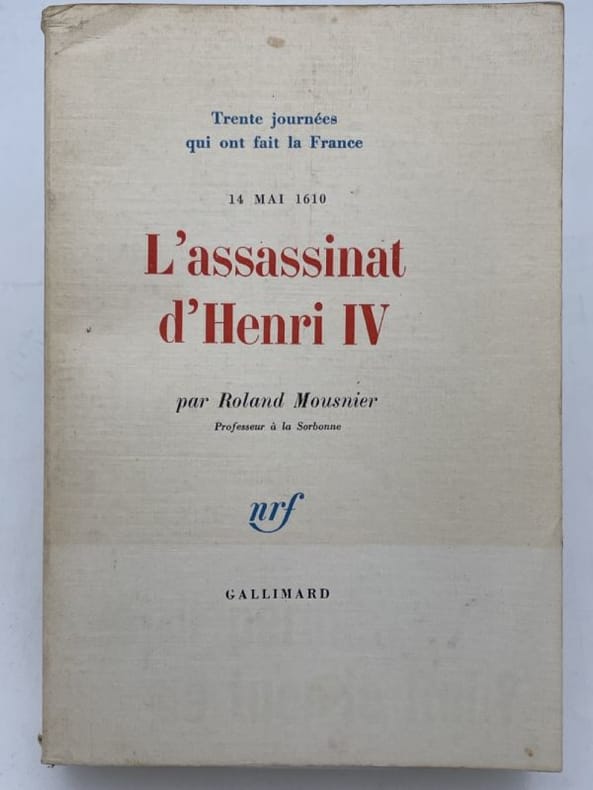 Trente journées
qui ont fait la France
14 MAI 1610
L'assassinat
d'Henri IV
par Roland Mousnier
Professeur à la Sorbonne
nrf
GALLIMARD